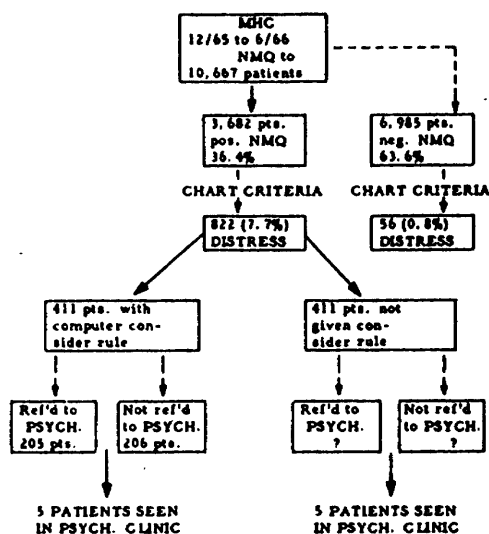 MHC
12/65 to 6/66
NMQ to
10,667 patients
3,682 pts.
pos. NMQ
36.4%
6,985 pts.
neg. NMQ
63.6%
CHART CRITERIA
CHART CRITERIA
822 (7.7%)
DISTRESS
56 (0.8%)
DISTRESS
411 pts. with
computer con-
sider rule
411 pts. not
given consi-
der rule
Ref'd to
PSYCH.
205 pts.
Not ref'd
to PSYCH.
206 pts.
Ref'd to
PSYCH.
?
Not ref'd
to PSYCH.
?
5 PATIENTS SEEN
IN PSYCH. CLINIC
5 PATIENTS SEEN
IN PSYCH. CLINIC